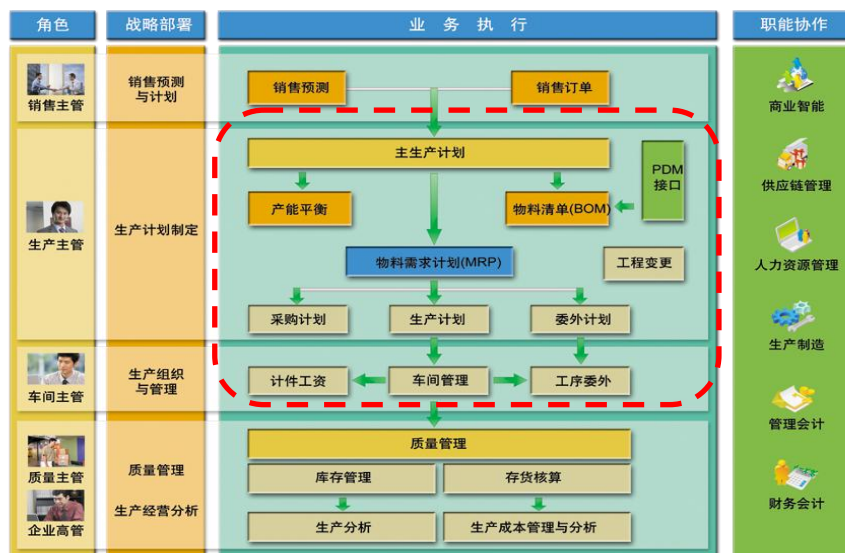 角色
战略部署
业务执行
职能协作
销售主管
销售预测
与计划
销售预测
销售订单
商业智能
生产主管
生产计划制定
主生产计划
PDM
接口
产能平衡
物料清单(BOM)
供应链管理
物料需求计划(MRP)
工程变更
人力资源管理
采购计划
生产计划
委外计划
生产制造
车间主管
生产组织
与管理
计件工资
车间管理
工序委外
管理会计
质量主管
质量管理
质量管理
库存管理
存货核算
企业高管
生产经营分析
生产分析
生产成本管理与分析
财务会计